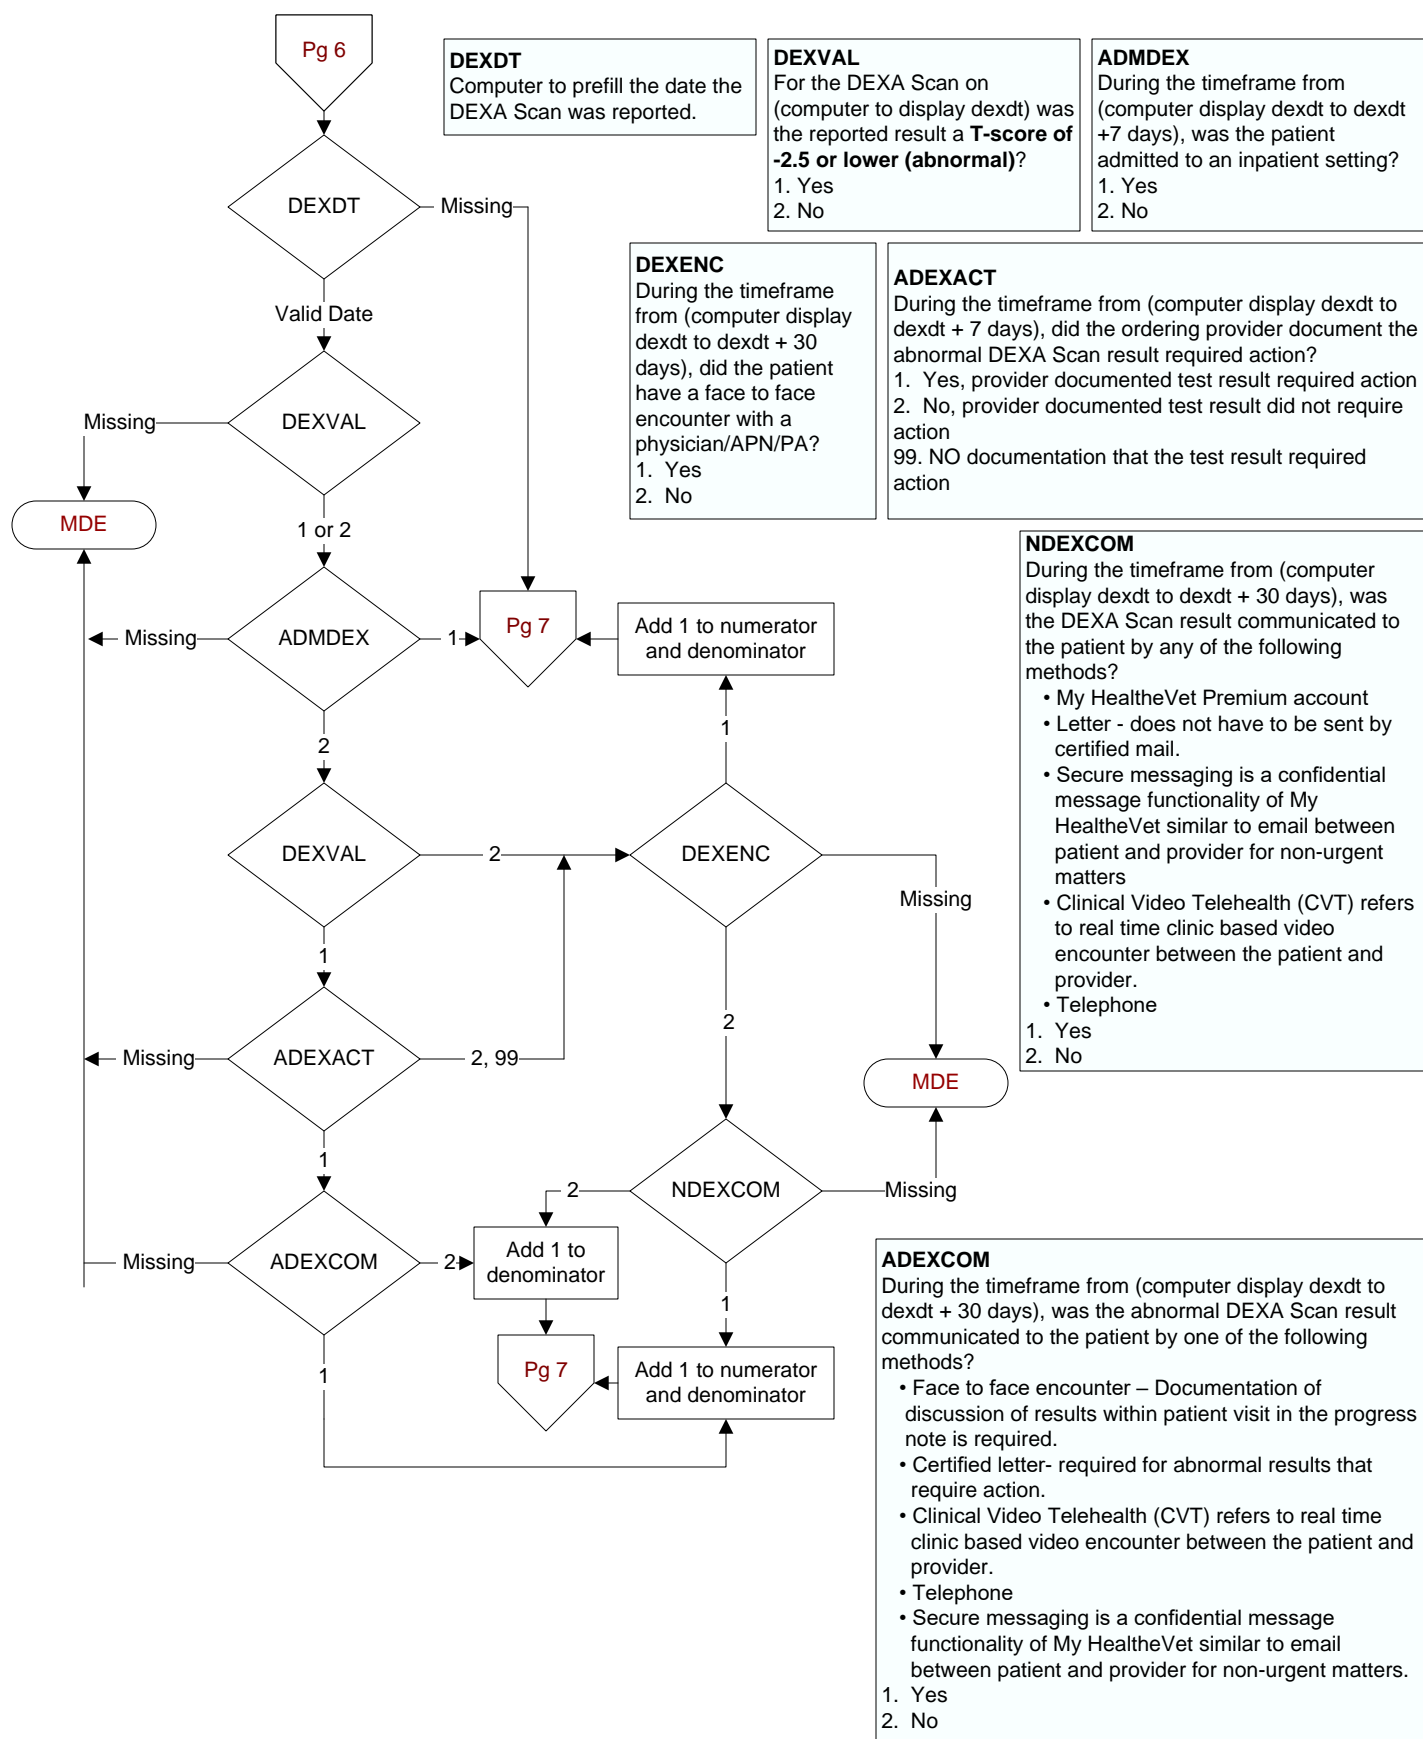 Pg 6
DEXDT
Computer to prefill the date the
DEXA Scan was reported.
DEXVAL
For the DEXA Scan on
(computer to display dexdt) was
the reported result a T-score of
-2.5 or lower (abnormal)?
1. Yes
2. No
ADMDEX
During the timeframe from
(computer display dexdt to dexdt
+7 days), was the patient
admitted to an inpatient setting?
1. Yes
2. No
DEXDT
Missing
Valid Date
DEXENC
During the timeframe
from (computer display
dexdt to dexdt + 30
days), did the patient
have a face to face
encounter with a
physician/APN/PA?
1. Yes
2. No
ADEXACT
During the timeframe from (computer display dexdt to
dexdt + 7 days), did the ordering provider document the
abnormal DEXA Scan result required action?
1. Yes, provider documented test result required action
2. No, provider documented test result did not require
action
99. NO documentation that the test result required
action
Missing
DEXVAL
MDE
1 or 2
NDEXCOM
During the timeframe from (computer
display dexdt to dexdt + 30 days), was
the DEXA Scan result communicated to
the patient by any of the following
methods?
• My HealtheVet Premium account
• Letter - does not have to be sent by
certified mail.
• Secure messaging is a confidential
message functionality of My
HealtheVet similar to email between
patient and provider for non-urgent
matters
• Clinical Video Telehealth (CVT) refers
to real time clinic based video
encounter between the patient and
provider.
• Telephone
1. Yes
2. No
Missing
ADMDEX
1
Pg 7
Add 1 to numerator
and denominator
2
1
DEXVAL
2
DEXENC
Missing
1
2
Missing
ADEXACT
2, 99
MDE
1
2
NDEXCOM
Missing
Missing
ADEXCOM
2
Add 1 to
denominator
1
1
Pg 7
Add 1 to numerator
and denominator
ADEXCOM
During the timeframe from (computer display dexdt to
dexdt + 30 days), was the abnormal DEXA Scan result
communicated to the patient by one of the following
methods?
• Face to face encounter – Documentation of
discussion of results within patient visit in the progress
note is required.
• Certified letter- required for abnormal results that
require action.
• Clinical Video Telehealth (CVT) refers to real time
clinic based video encounter between the patient and
provider.
• Telephone
• Secure messaging is a confidential message
functionality of My HealtheVet similar to email
between patient and provider for non-urgent matters.
1. Yes
2. No